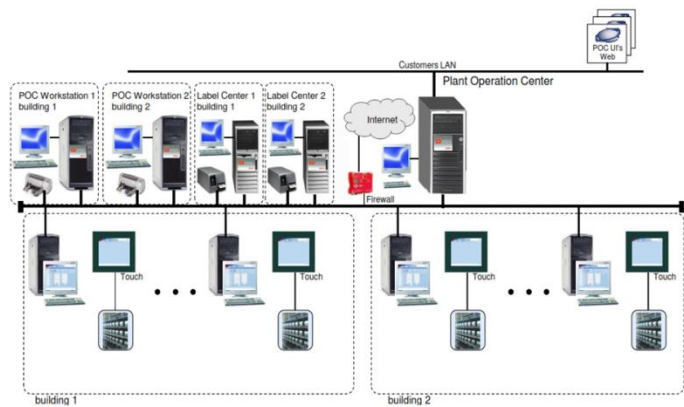 POC UI's
Web
Customers LAN
Plant Operation Center
POC Workstation 1
building 1
POC Workstation 2
building 2
Label Center 1
building 1
Label Center 2
building 2
Internet
Firewall
Touch
Touch
Touch
Touch
building 1
building 2